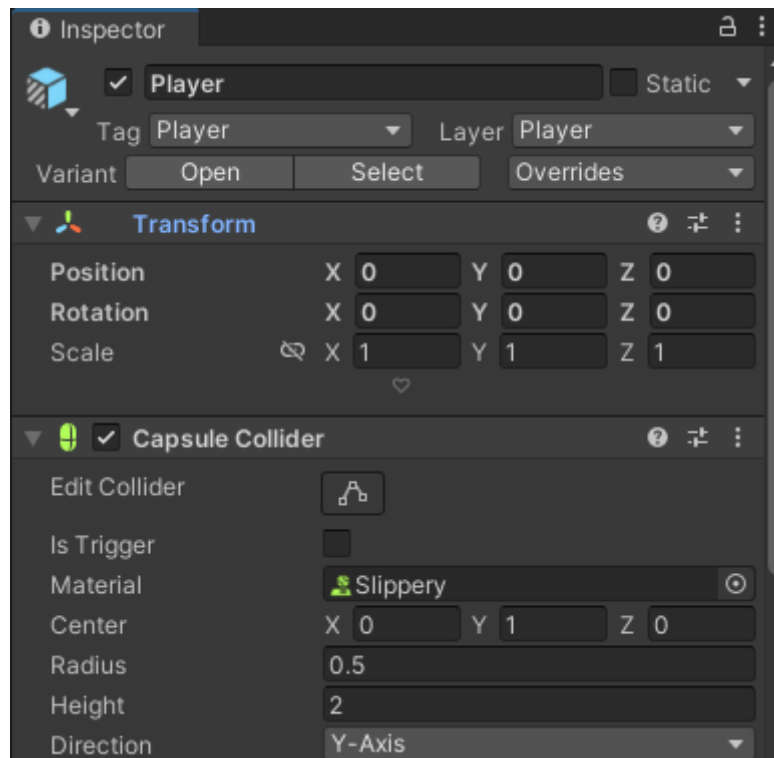 Inspector
Player
Static
Tag Player Layer Player
Variant Open Select Overrides
Transform
Position X 0 Y 0 Z 0
Rotation X 0 Y 0 Z 0
Scale X 1 Y 1 Z 1
Capsule Collider
Edit Collider
Is Trigger
Material Slippery
Center X 0 Y 1 Z 0
Radius 0.5
Height 2
Direction Y-Axis